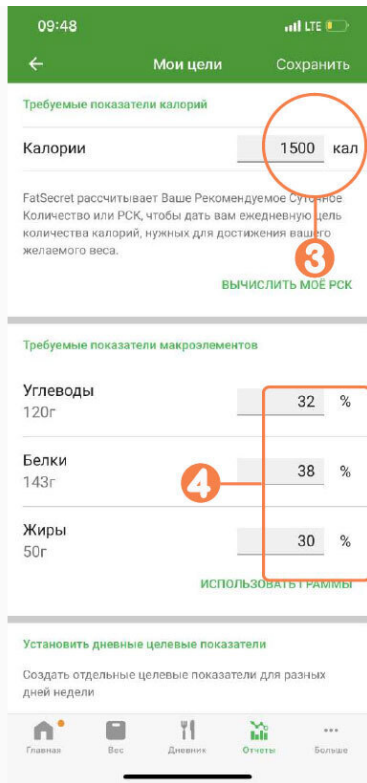 09:48
LTE
Мои цели
Сохранить
Требуемые показатели калорий
Калории 1500 кал
FatSecret рассчитывает Ваше Рекомендуемое Суточное
Количество или РСК, чтобы дать вам ежедневную цель
количества калорий, нужных для достижения вашего
желаемого веса.
3
ВЫЧИСЛИТЬ МОЁ РСК
Требуемые показатели макроэлементов
Углеводы
120г
32 %
Белки
143г
4
38 %
Жиры
50г
30 %
ИСПОЛЬЗОВАТЬ ГРАММЫ
Установить дневные целевые показатели
Создать отдельные целевые показатели для разных
дней недели
Главная Вес Дневник Отчеты Больше